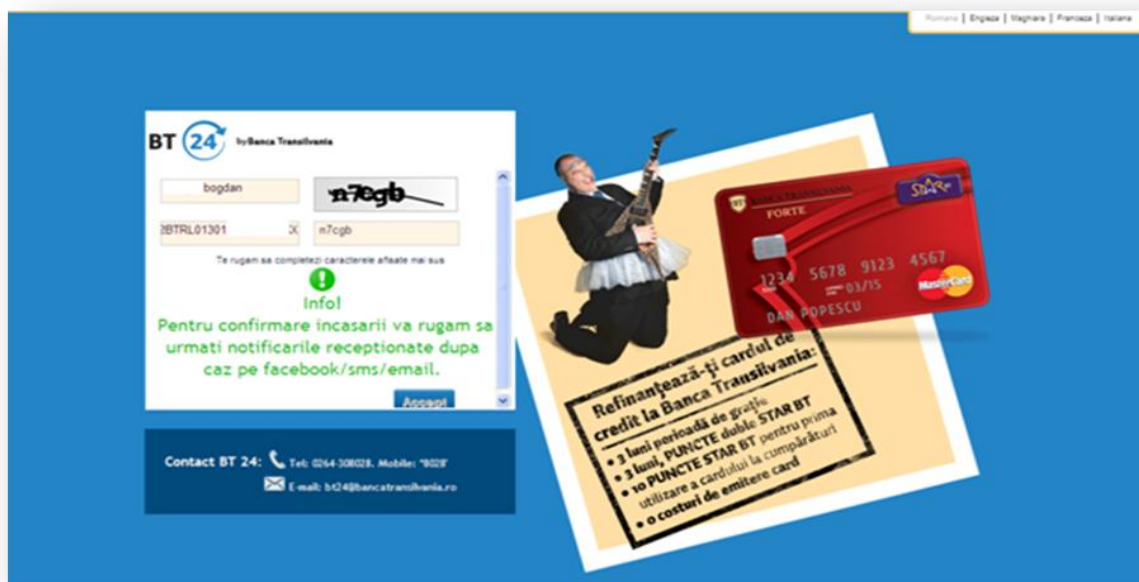 Romana | Engleza | Maghiara | Franceza | Italiana
BT 24 by Banca Transilvania
bogdan
n7cgb
BTRL01301 X
n7cgb
Te rugam sa completezi caracterele afisate mai sus
Info!
Pentru confirmare incasarii va rugam sa
urmati notificarile receptionate dupa
caz pe facebook/sms/email.
Accept
Contact BT 24: Tel: 0264-308028. Mobile: *8028'
E-mail: bt24@bancatransilvania.ro
BT BANCA TRANSILVANIA
FORTE
STAR BT
1234 5678 9123 4567
03/15
MasterCard
DAN POPESCU
Refinanţează-ţi cardul de
credit la Banca Transilvania:
• 3 luni perioadă de graţie
• 3 luni, PUNCTE duble STAR BT
• 10 PUNCTE STAR BT pentru prima
utilizare a cardului la cumpărături
• 0 costuri de emitere card